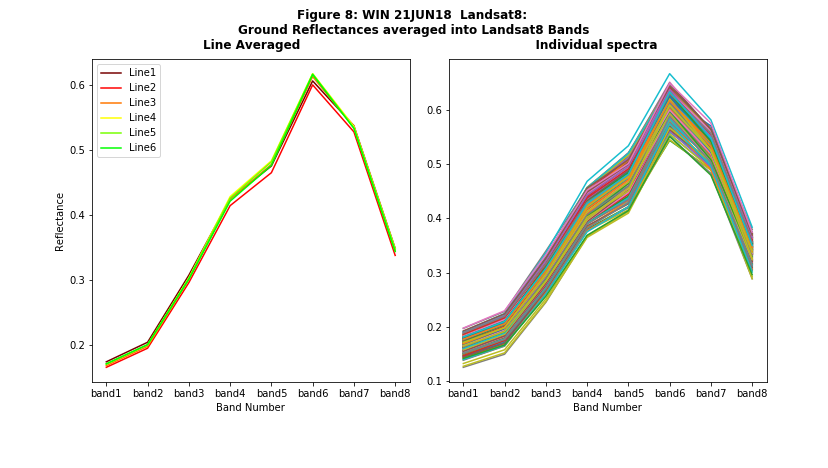 Figure 8: WIN 21JUN18 Landsat8:
Ground Reflectances averaged into Landsat8 Bands
Line Averaged
Individual spectra
Line1
Line2
Line3
Line4
Line5
Line6
Reflectance
0.6
0.5
0.4
0.3
0.2
band1 band2 band3 band4 band5 band6 band7 band8
Band Number
0.6
0.5
0.4
0.3
0.2
0.1
band1 band2 band3 band4 band5 band6 band7 band8
Band Number